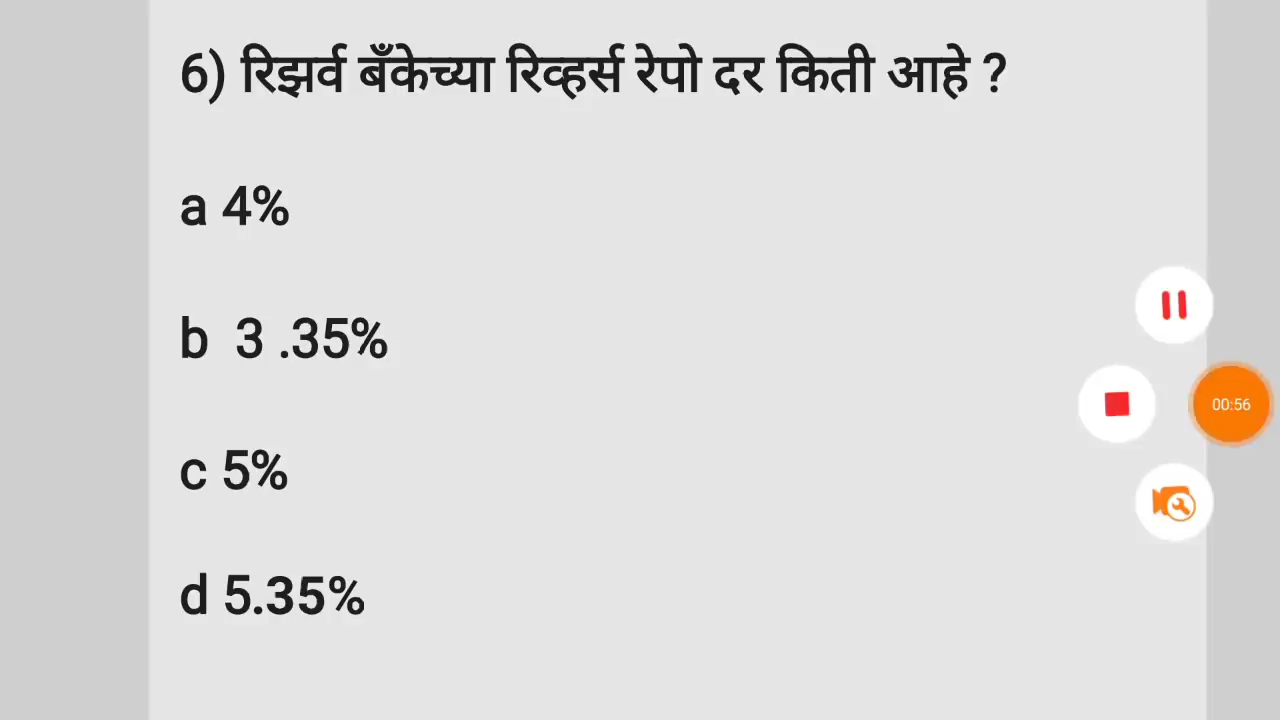 6) रिझर्व बँकेच्या रिव्हर्स रेपो दर किती आहे ?
a 4%
b 3 .35%
c 5%
d 5.35%
00:56